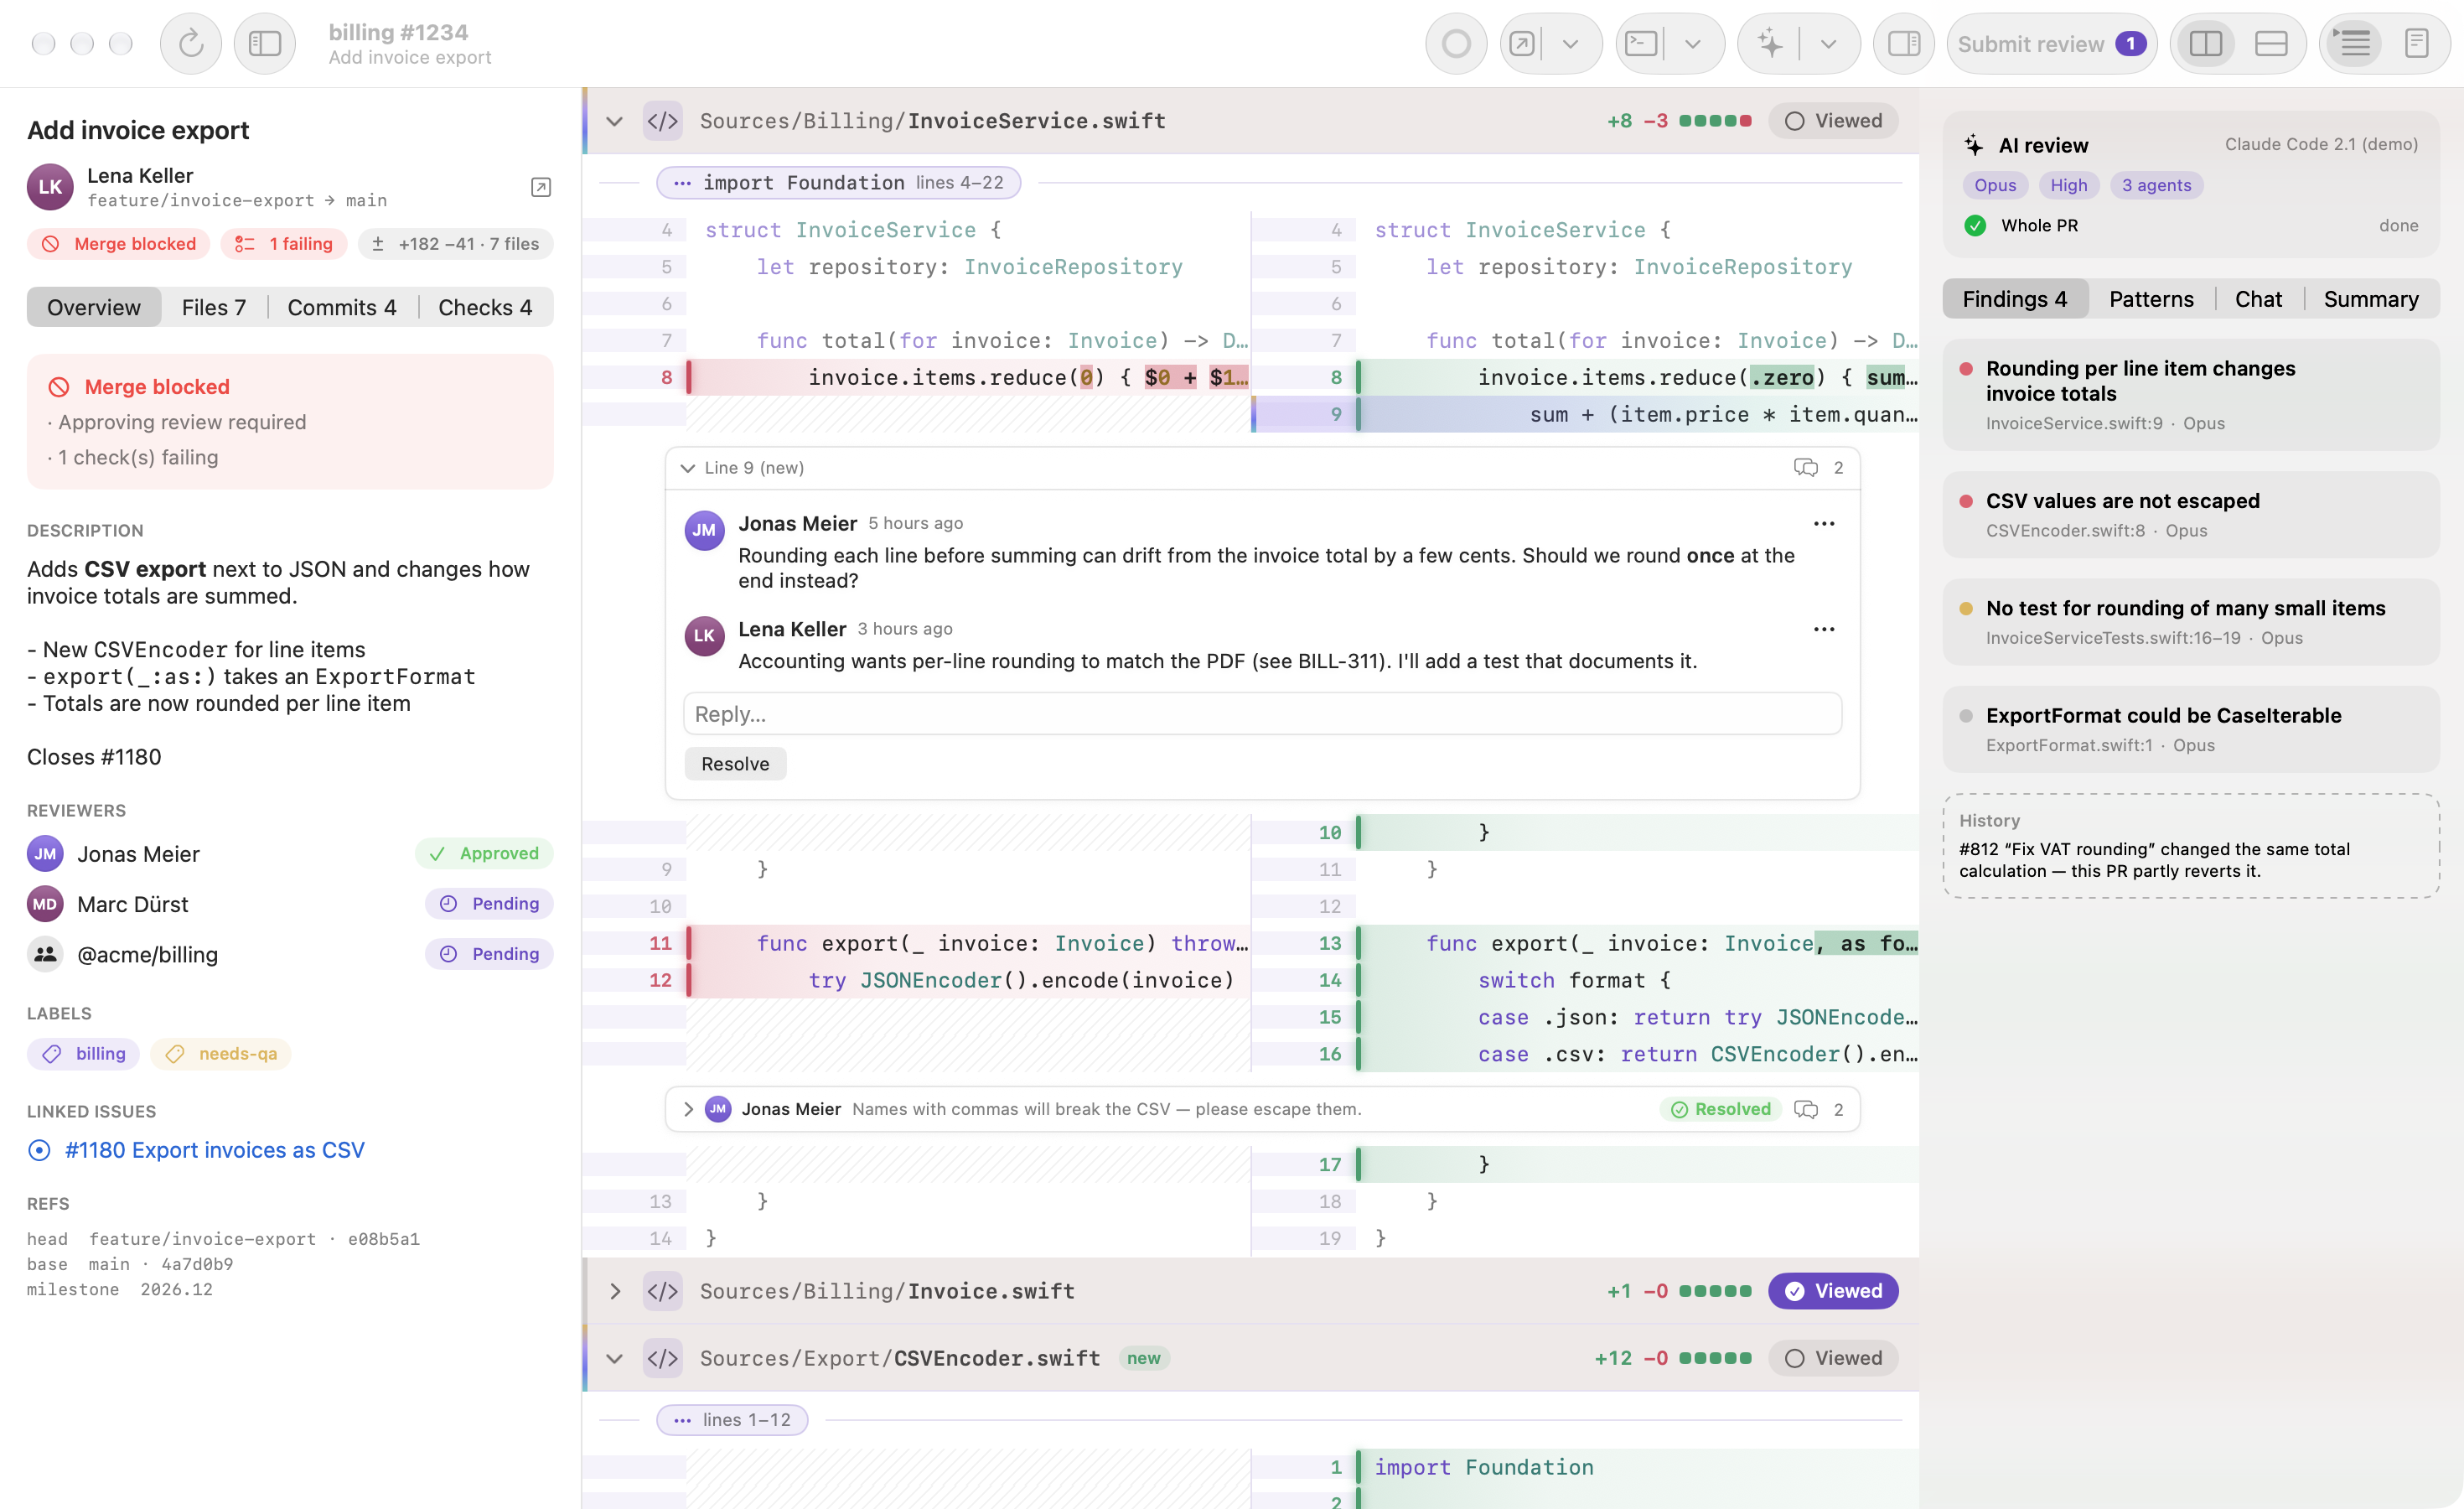 billing #1234
Add invoice export
Submit review 1
Add invoice export
LK
Lena Keller
feature/invoice-export → main
Merge blocked
1 failing
+182 −41 · 7 files
Overview
Files 7
Commits 4
Checks 4
Merge blocked
· Approving review required
· 1 check(s) failing
DESCRIPTION
Adds CSV export next to JSON and changes how
invoice totals are summed.
- New CSVEncoder for line items
- export(_:as:) takes an ExportFormat
- Totals are now rounded per line item
Closes #1180
REVIEWERS
JM Jonas Meier Approved
MD Marc Dürst Pending
@acme/billing Pending
LABELS
billing needs-qa
LINKED ISSUES
#1180 Export invoices as CSV
REFS
head feature/invoice-export · e08b5a1
base main · 4a7d0b9
milestone 2026.12
</> Sources/Billing/InvoiceService.swift +8 −3 Viewed
··· import Foundation lines 4–22
4 struct InvoiceService {
5 let repository: InvoiceRepository
6
7 func total(for invoice: Invoice) -> D…
8 invoice.items.reduce(0) { $0 + $1…
4 struct InvoiceService {
5 let repository: InvoiceRepository
6
7 func total(for invoice: Invoice) -> D…
8 invoice.items.reduce(.zero) { sum…
9 sum + (item.price * item.quan…
Line 9 (new) 2
JM Jonas Meier 5 hours ago
Rounding each line before summing can drift from the invoice total by a few cents. Should we round once at the
end instead?
LK Lena Keller 3 hours ago
Accounting wants per-line rounding to match the PDF (see BILL-311). I'll add a test that documents it.
Reply...
Resolve
9 }
10
11 func export(_ invoice: Invoice) throw…
12 try JSONEncoder().encode(invoice)
10 }
11 }
12
13 func export(_ invoice: Invoice, as fo…
14 switch format {
15 case .json: return try JSONEncode…
16 case .csv: return CSVEncoder().en…
JM Jonas Meier Names with commas will break the CSV — please escape them. Resolved 2
13 }
14 }
17 }
18 }
19 }
</> Sources/Billing/Invoice.swift +1 −0 Viewed
</> Sources/Export/CSVEncoder.swift new +12 −0 Viewed
··· lines 1–12
1 import Foundation
2
AI review Claude Code 2.1 (demo)
Opus High 3 agents
Whole PR done
Findings 4
Patterns
Chat
Summary
Rounding per line item changes
invoice totals
InvoiceService.swift:9 · Opus
CSV values are not escaped
CSVEncoder.swift:8 · Opus
No test for rounding of many small items
InvoiceServiceTests.swift:16–19 · Opus
ExportFormat could be CaseIterable
ExportFormat.swift:1 · Opus
History
#812 “Fix VAT rounding” changed the same total
calculation — this PR partly reverts it.